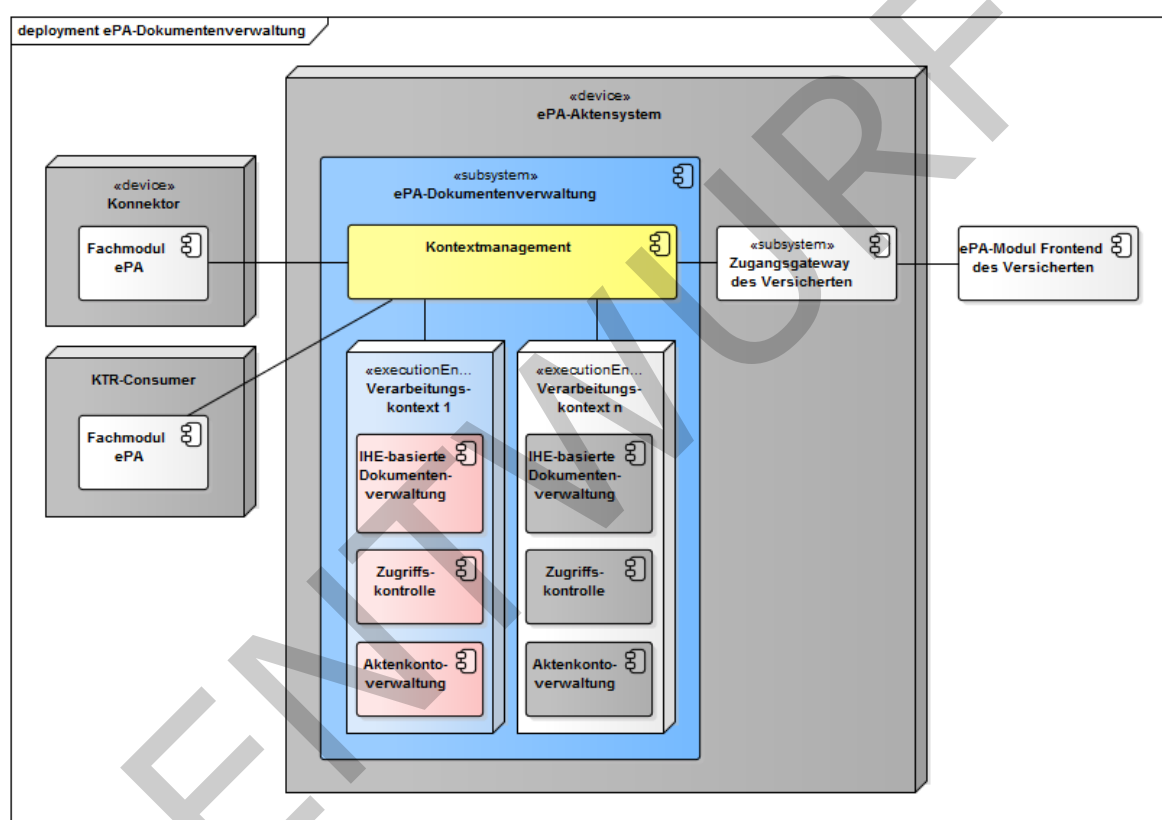 deployment ePA-Dokumentenverwaltung
«device»
ePA-Aktensystem
«subsystem»
ePA-Dokumentenverwaltung
«device»
Konnektor
Fachmodul
ePA
Kontextmanagement
«subsystem»
Zugangsgateway
des Versicherten
ePA-Modul Frontend
des Versicherten
KTR-Consumer
Fachmodul
ePA
«executionEn...
Verarbeitungs-
kontext 1
IHE-basierte
Dokumenten-
verwaltung
Zugriffs-
kontrolle
Aktenkonto-
verwaltung
«executionEn...
Verarbeitungs-
kontext n
IHE-basierte
Dokumenten-
verwaltung
Zugriffs-
kontrolle
Aktenkonto-
verwaltung
ENTWURF